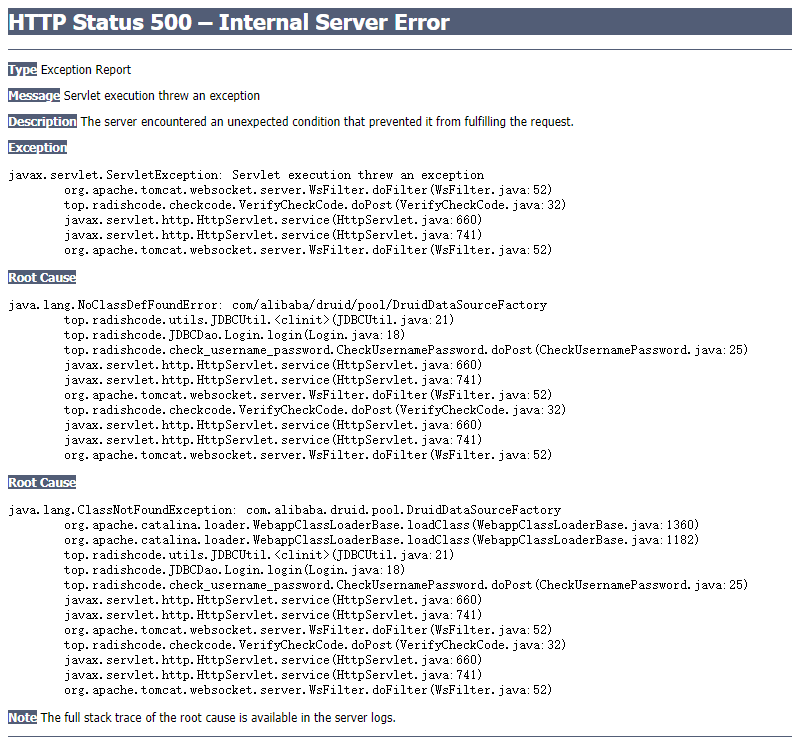 HTTP Status 500 – Internal Server Error
Type Exception Report
Message Servlet execution threw an exception
Description The server encountered an unexpected condition that prevented it from fulfilling the request.
Exception
javax.servlet.ServletException: Servlet execution threw an exception
org.apache.tomcat.websocket.server.WsFilter.doFilter(WsFilter.java:52)
top.radishcode.checkcode.VerifyCheckCode.doPost(VerifyCheckCode.java:32)
javax.servlet.http.HttpServlet.service(HttpServlet.java:660)
javax.servlet.http.HttpServlet.service(HttpServlet.java:741)
org.apache.tomcat.websocket.server.WsFilter.doFilter(WsFilter.java:52)
Root Cause
java.lang.NoClassDefFoundError: com/alibaba/druid/pool/DruidDataSourceFactory
top.radishcode.utils.JDBCUtil.<clinit>(JDBCUtil.java:21)
top.radishcode.JDBCDao.Login.login(Login.java:18)
top.radishcode.check_username_password.CheckUsernamePassword.doPost(CheckUsernamePassword.java:25)
javax.servlet.http.HttpServlet.service(HttpServlet.java:660)
javax.servlet.http.HttpServlet.service(HttpServlet.java:741)
org.apache.tomcat.websocket.server.WsFilter.doFilter(WsFilter.java:52)
top.radishcode.checkcode.VerifyCheckCode.doPost(VerifyCheckCode.java:32)
javax.servlet.http.HttpServlet.service(HttpServlet.java:660)
javax.servlet.http.HttpServlet.service(HttpServlet.java:741)
org.apache.tomcat.websocket.server.WsFilter.doFilter(WsFilter.java:52)
Root Cause
java.lang.ClassNotFoundException: com.alibaba.druid.pool.DruidDataSourceFactory
org.apache.catalina.loader.WebappClassLoaderBase.loadClass(WebappClassLoaderBase.java:1360)
org.apache.catalina.loader.WebappClassLoaderBase.loadClass(WebappClassLoaderBase.java:1182)
top.radishcode.utils.JDBCUtil.<clinit>(JDBCUtil.java:21)
top.radishcode.JDBCDao.Login.login(Login.java:18)
top.radishcode.check_username_password.CheckUsernamePassword.doPost(CheckUsernamePassword.java:25)
javax.servlet.http.HttpServlet.service(HttpServlet.java:660)
javax.servlet.http.HttpServlet.service(HttpServlet.java:741)
org.apache.tomcat.websocket.server.WsFilter.doFilter(WsFilter.java:52)
top.radishcode.checkcode.VerifyCheckCode.doPost(VerifyCheckCode.java:32)
javax.servlet.http.HttpServlet.service(HttpServlet.java:660)
javax.servlet.http.HttpServlet.service(HttpServlet.java:741)
org.apache.tomcat.websocket.server.WsFilter.doFilter(WsFilter.java:52)
Note The full stack trace of the root cause is available in the server logs.